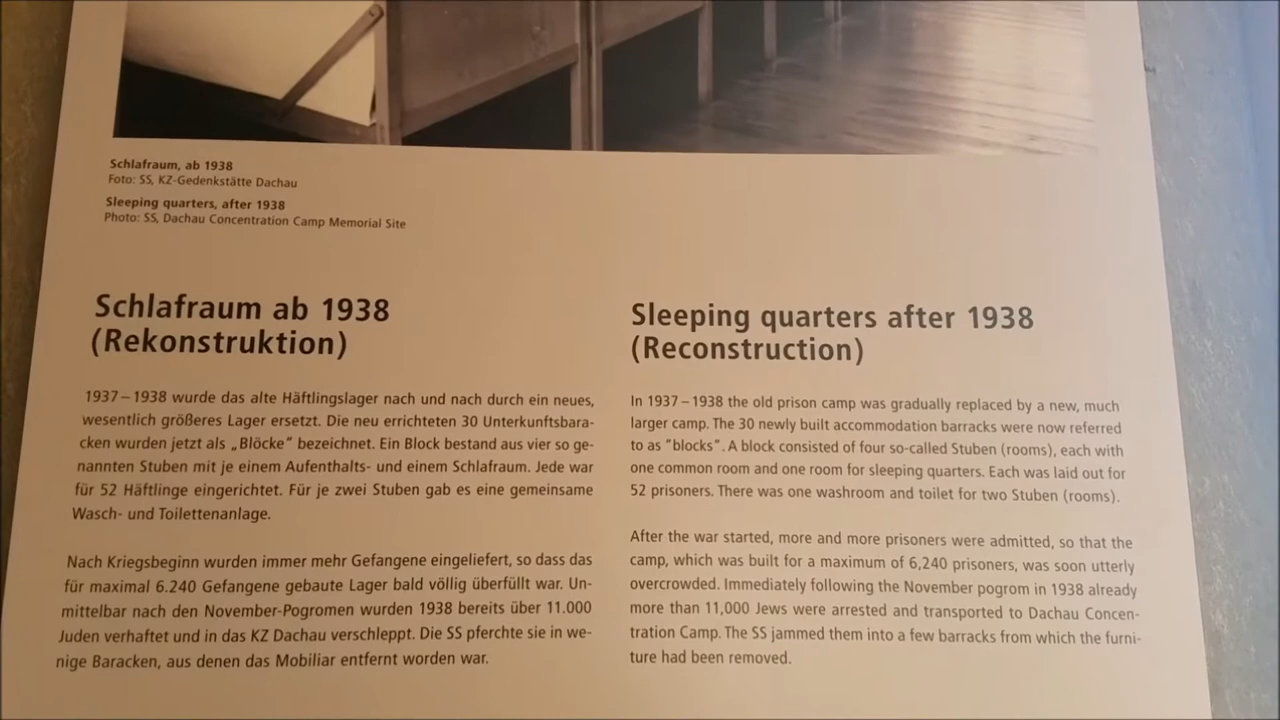 Schlafraum, ab 1938
Foto: SS, KZ-Gedenkstätte Dachau
Sleeping quarters, after 1938
Photo: SS, Dachau Concentration Camp Memorial Site
Schlafraum ab 1938
(Rekonstruktion)
1937–1938 wurde das alte Häftlingslager nach und nach durch ein neues,
wesentlich größeres Lager ersetzt. Die neu errichteten 30 Unterkunftsbara-
cken wurden jetzt als „Blöcke“ bezeichnet. Ein Block bestand aus vier so ge-
nannten Stuben mit je einem Aufenthalts- und einem Schlafraum. Jede war
für 52 Häftlinge eingerichtet. Für je zwei Stuben gab es eine gemeinsame
Wasch- und Toilettenanlage.
Nach Kriegsbeginn wurden immer mehr Gefangene eingeliefert, so dass das
für maximal 6.240 Gefangene gebaute Lager bald völlig überfüllt war. Un-
mittelbar nach den November-Pogromen wurden 1938 bereits über 11.000
Juden verhaftet und in das KZ Dachau verschleppt. Die SS pferchte sie in we-
nige Baracken, aus denen das Mobiliar entfernt worden war.
Sleeping quarters after 1938
(Reconstruction)
In 1937–1938 the old prison camp was gradually replaced by a new, much
larger camp. The 30 newly built accommodation barracks were now referred
to as "blocks". A block consisted of four so-called Stuben (rooms), each with
one common room and one room for sleeping quarters. Each was laid out for
52 prisoners. There was one washroom and toilet for two Stuben (rooms).
After the war started, more and more prisoners were admitted, so that the
camp, which was built for a maximum of 6,240 prisoners, was soon utterly
overcrowded. Immediately following the November pogrom in 1938 already
more than 11,000 Jews were arrested and transported to Dachau Concen-
tration Camp. The SS jammed them into a few barracks from which the furni-
ture had been removed.